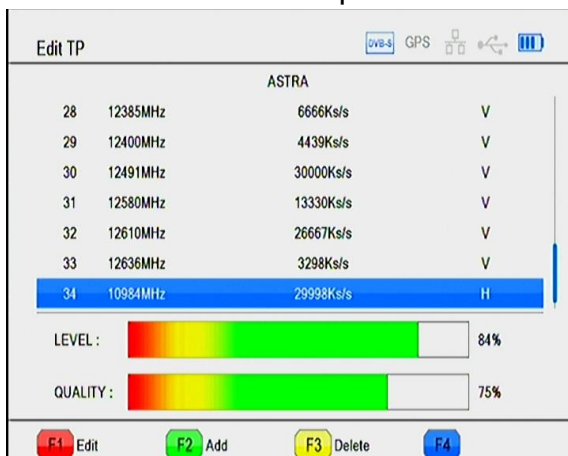 Edit TP DVB-S GPS
ASTRA
28 12385MHz 6666Ks/s V
29 12400MHz 4439Ks/s V
30 12491MHz 30000Ks/s V
31 12580MHz 13330Ks/s V
32 12610MHz 26667Ks/s V
33 12636MHz 3298Ks/s V
34 10984MHz 29998Ks/s H
LEVEL : 84%
QUALITY : 75%
F1 Edit F2 Add F3 Delete F4